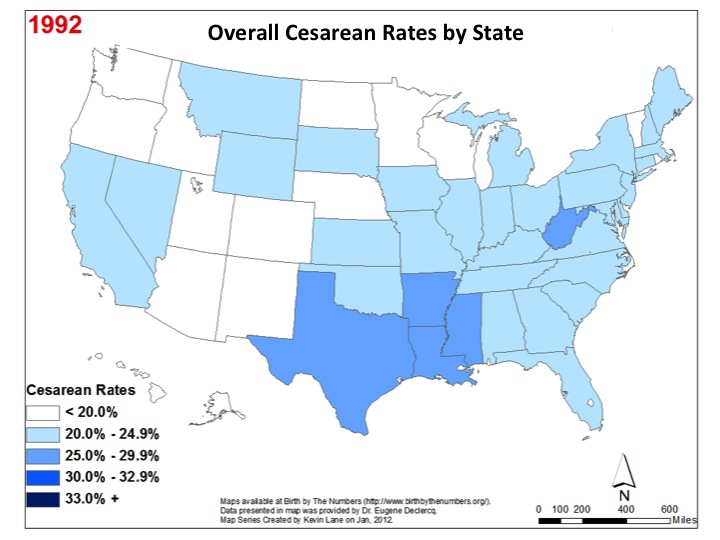 1992
Overall Cesarean Rates by State
Cesarean Rates
< 20.0%
20.0% - 24.9%
25.0% - 29.9%
30.0% - 32.9%
33.0% +
Maps available at Birth by The Numbers (http://www.birthbythenumbers.org/).
Data presented in map was provided by Dr. Eugene Declercq.
Map Series Created by Kevin Lane on Jan, 2012.
N
0 100 200 400 600
Miles